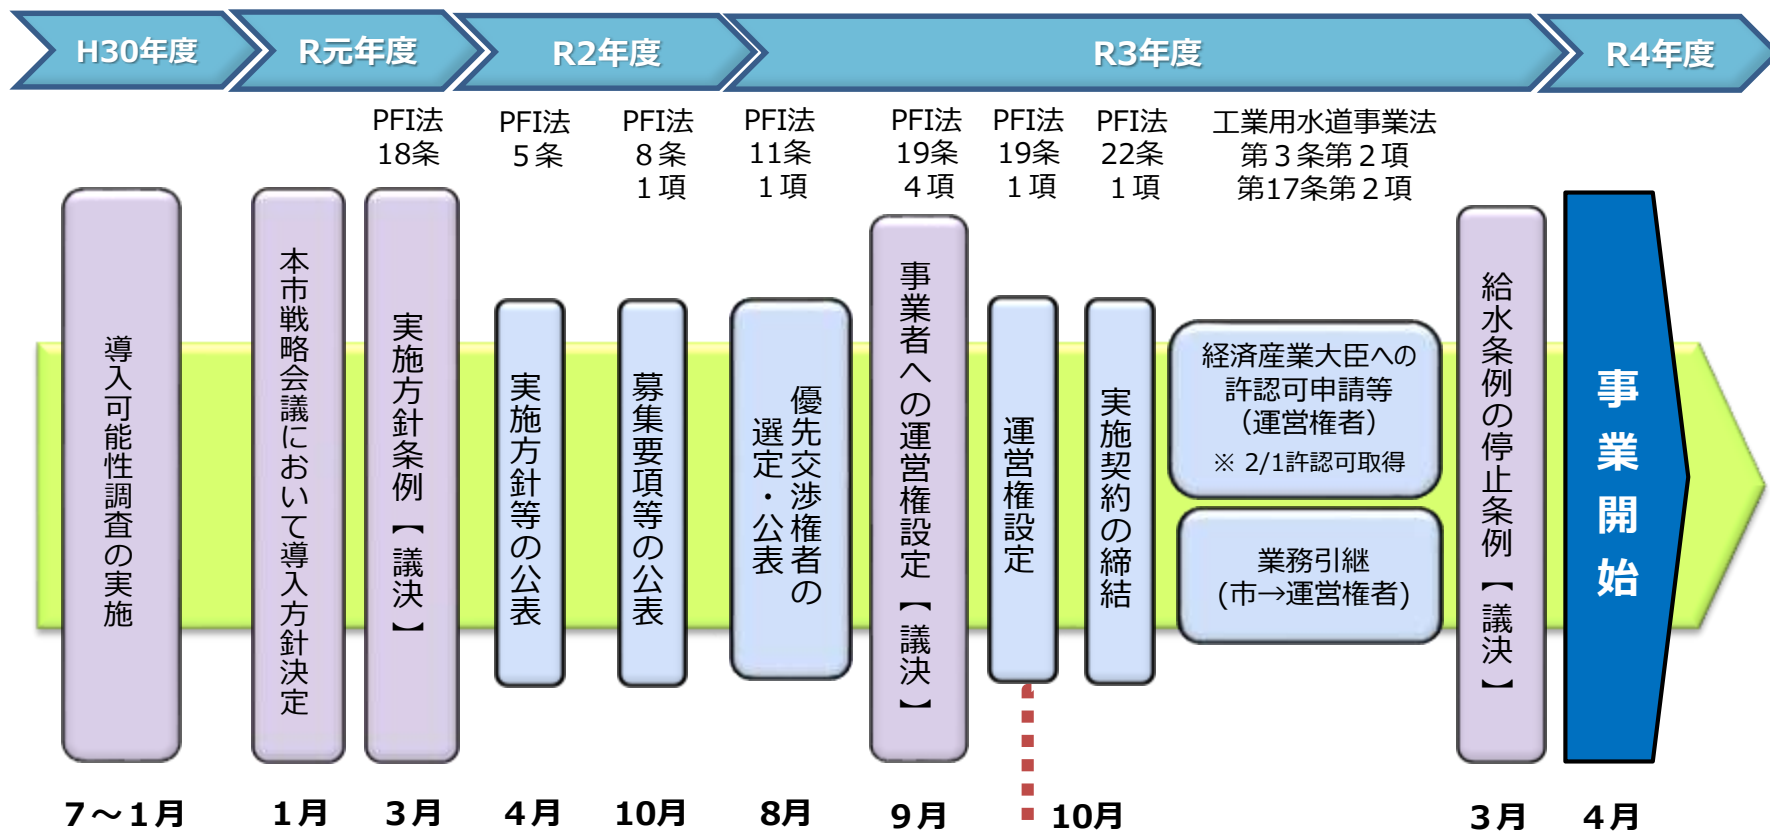 H30年度
R元年度
R2年度
R3年度
R4年度
PFI法
18条
PFI法
５条
PFI法
８条
１項
PFI法
11条
１項
PFI法
19条
４項
PFI法
19条
１項
PFI法
22条
１項
工業用水道事業法
第３条第２項
第17条第２項
導入可能性調査の実施
本市戦略会議において導入方針決定
実施方針条例【議決】
実施方針等の公表
募集要項等の公表
優先交渉権者の
選定・公表
事業者への運営権設定【議決】
運営権設定
実施契約の締結
経済産業大臣への
許認可申請等
（運営権者）
※ 2/1許認可取得
業務引継
(市→運営権者)
給水条例の停止条例【議決】
事業開始
７～１月
１月
３月
４月
10月
８月
９月
10月
３月
４月